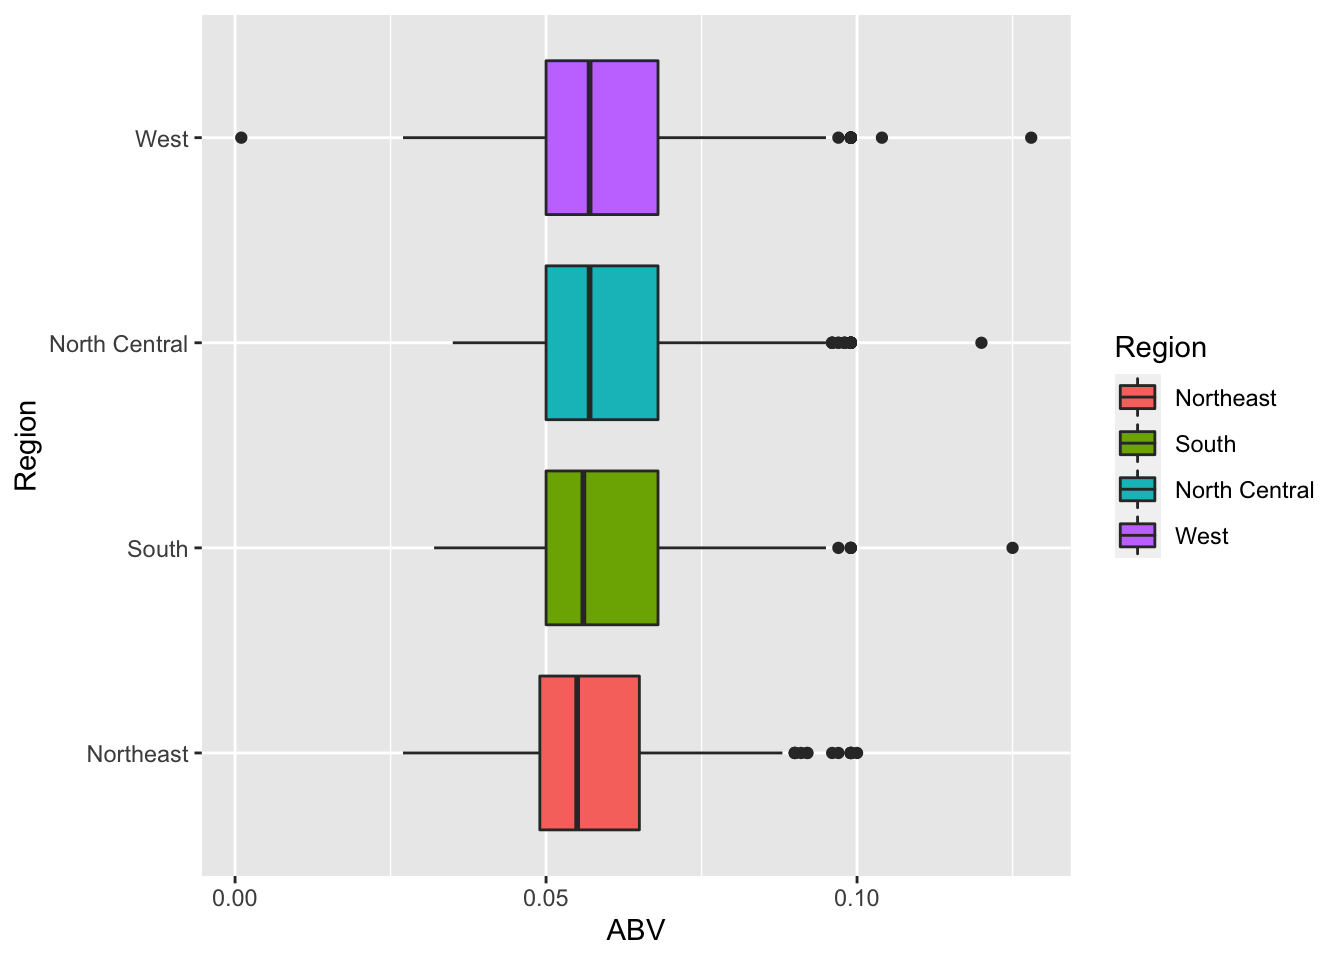 West
North Central
South
Northeast
Region
0.00
0.05
0.10
ABV
Region
Northeast
South
North Central
West